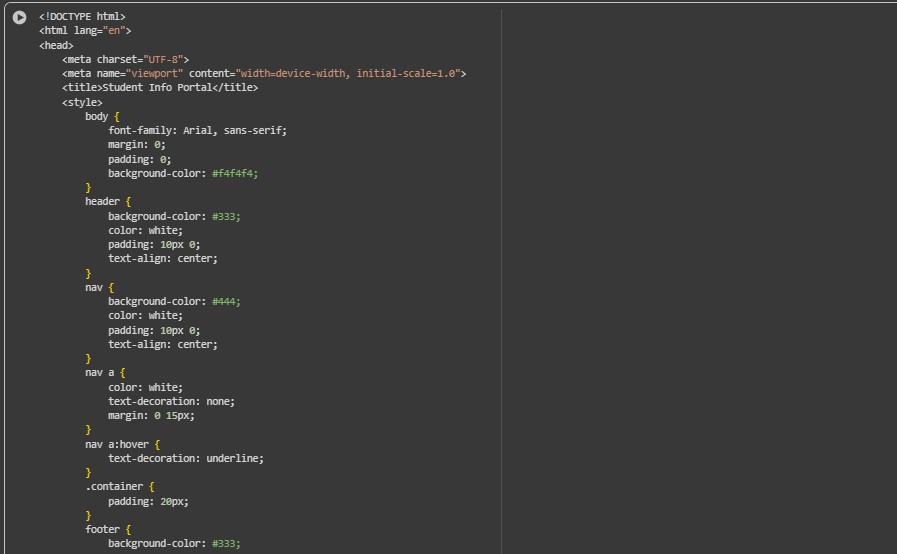 <!DOCTYPE html>
<html lang="en">
<head>
    <meta charset="UTF-8">
    <meta name="viewport" content="width=device-width, initial-scale=1.0">
    <title>Student Info Portal</title>
    <style>
        body {
            font-family: Arial, sans-serif;
            margin: 0;
            padding: 0;
            background-color: #f4f4f4;
        }
        header {
            background-color: #333;
            color: white;
            padding: 10px 0;
            text-align: center;
        }
        nav {
            background-color: #444;
            color: white;
            padding: 10px 0;
            text-align: center;
        }
        nav a {
            color: white;
            text-decoration: none;
            margin: 0 15px;
        }
        nav a:hover {
            text-decoration: underline;
        }
        .container {
            padding: 20px;
        }
        footer {
            background-color: #333;